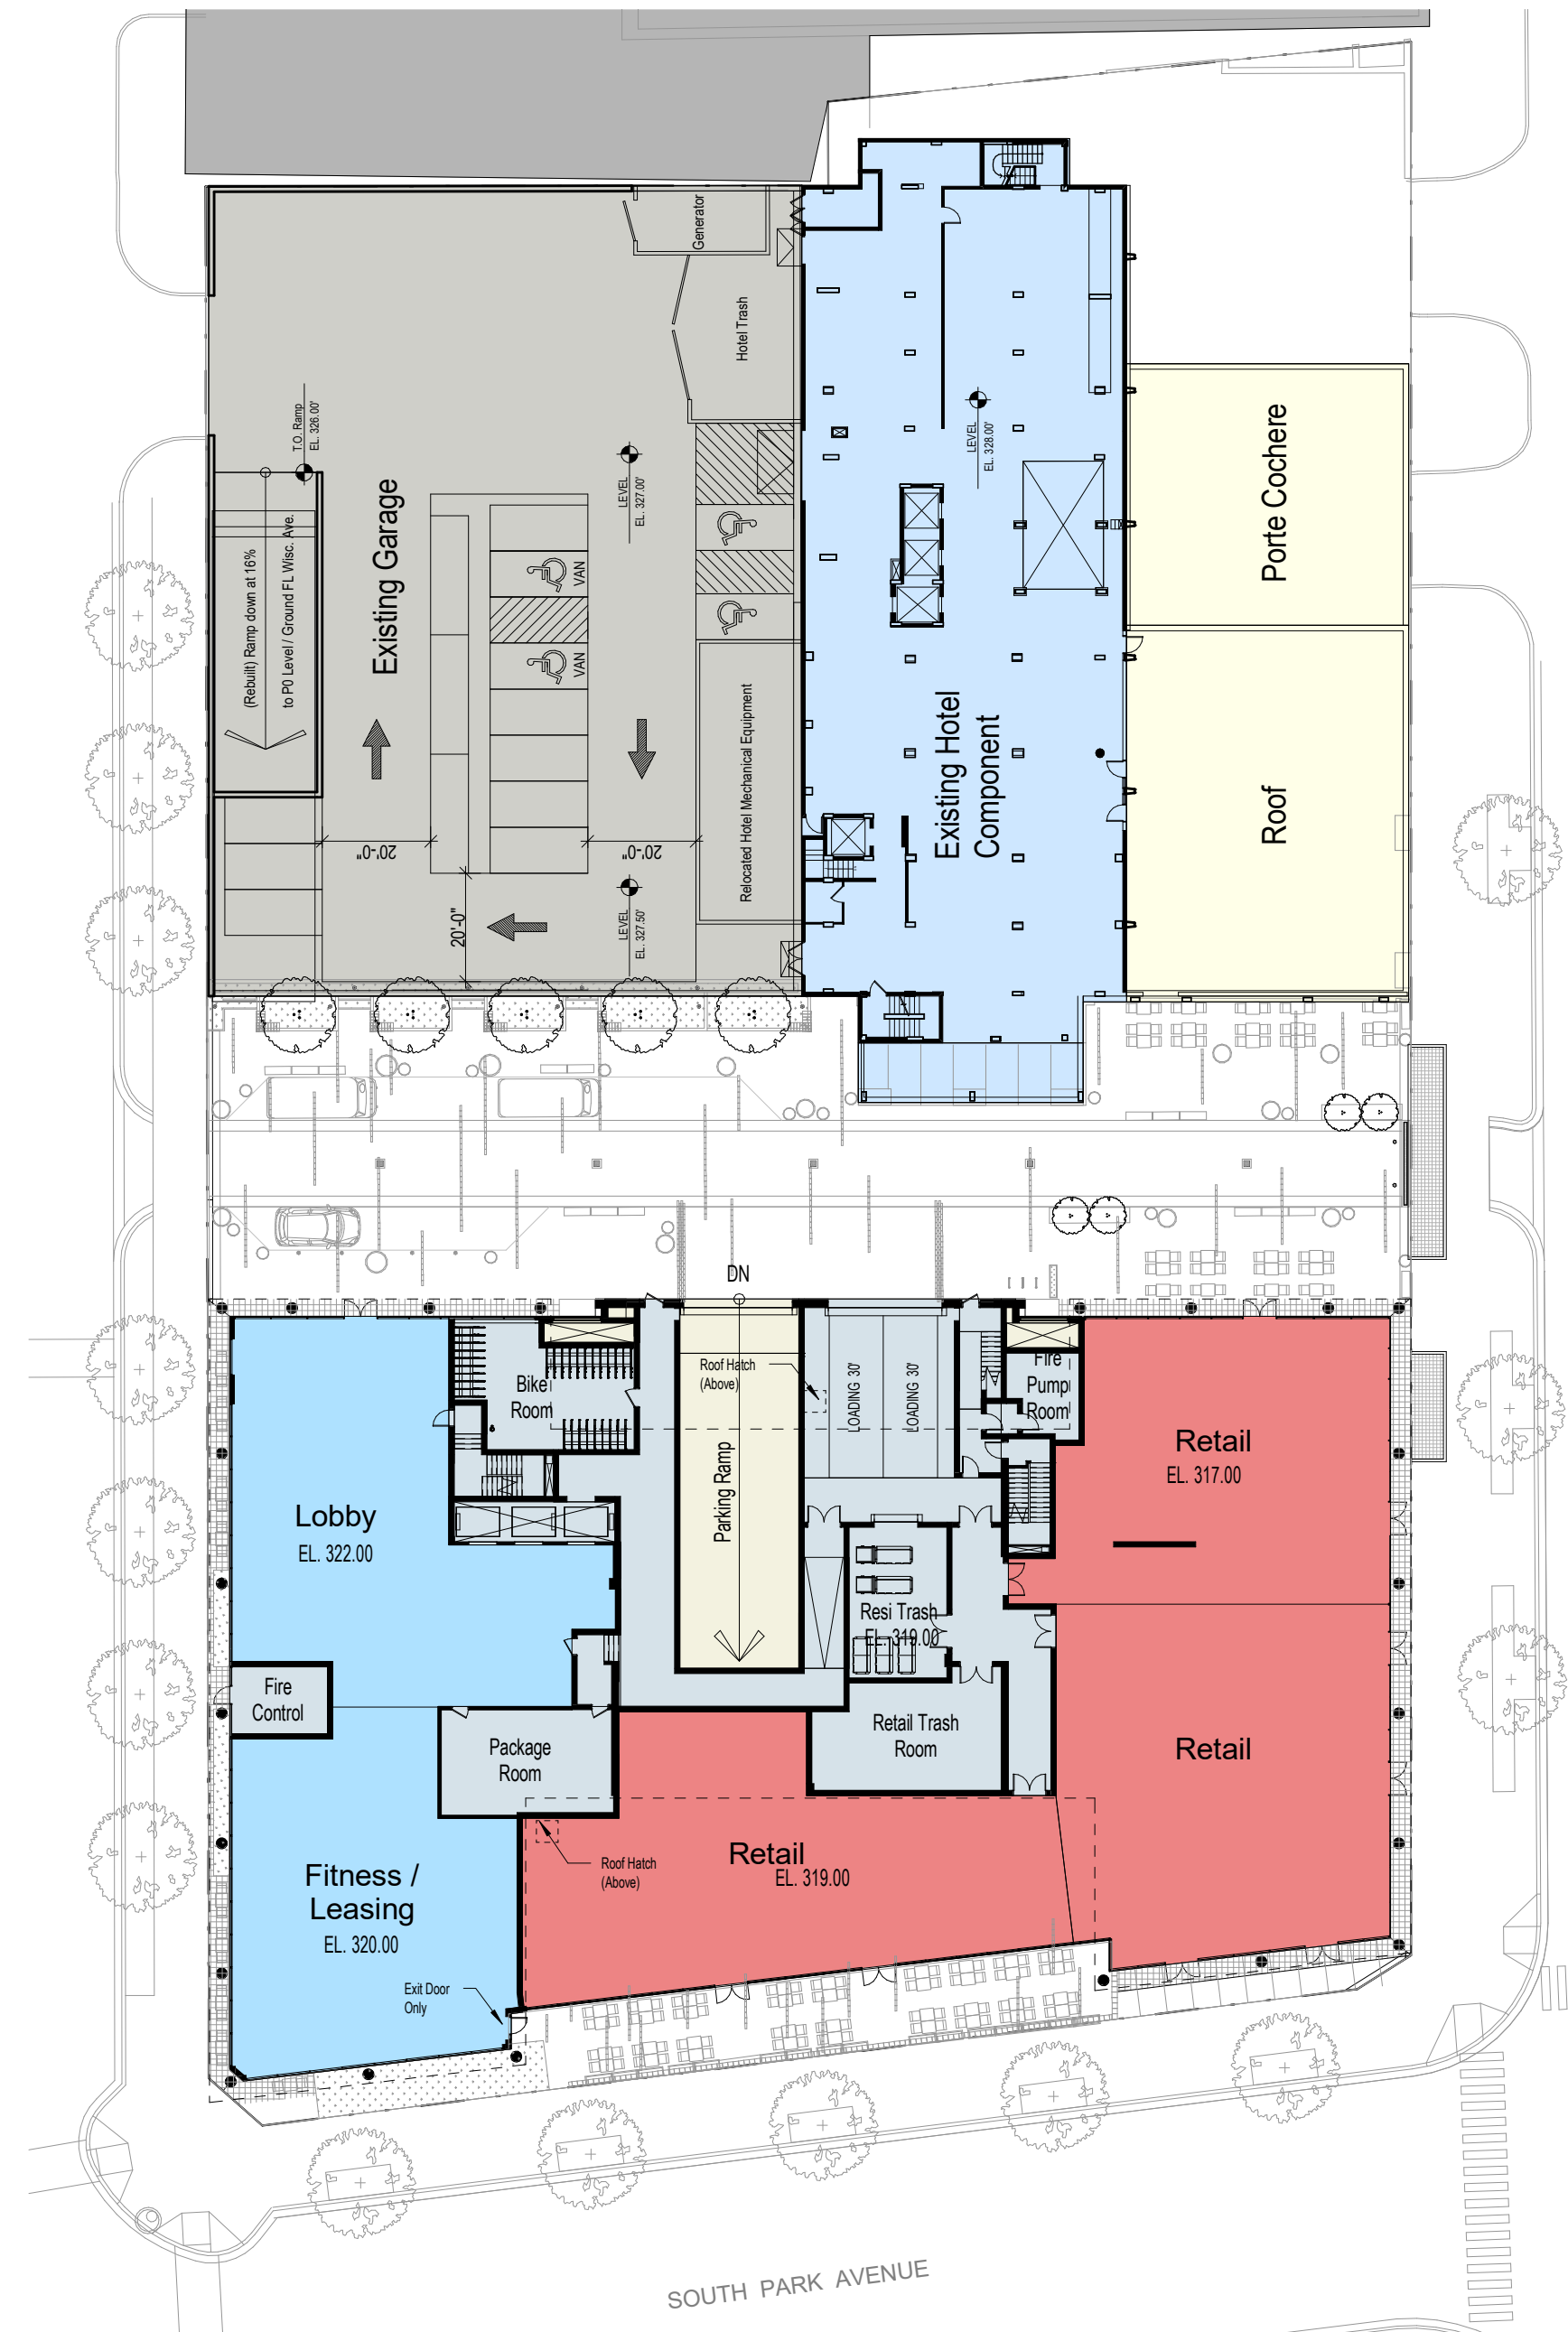 Generator
Hotel Trash
T.O. Ramp
EL. 326.00'
LEVEL
EL. 327.00'
LEVEL
EL. 328.00'
Existing Garage
(Rebuilt) Ramp down at 16%
to P0 Level / Ground FL Wisc. Ave.
VAN
VAN
Porte Cochere
Relocated Hotel Mechanical Equipment
Existing Hotel
Component
Roof
20'-0"
20'-0"
20'-0"
LEVEL
EL. 327.50'
DN
Bike
Room
Roof Hatch
(Above)
LOADING 30'
LOADING 30'
Fire
Pump
Room
Parking Ramp
Retail
EL. 317.00
Lobby
EL. 322.00
Resi Trash
EL. 319.00
Fire
Control
Package
Room
Retail Trash
Room
Retail
Retail
EL. 319.00
Roof Hatch
(Above)
Fitness /
Leasing
EL. 320.00
Exit Door
Only
SOUTH PARK AVENUE